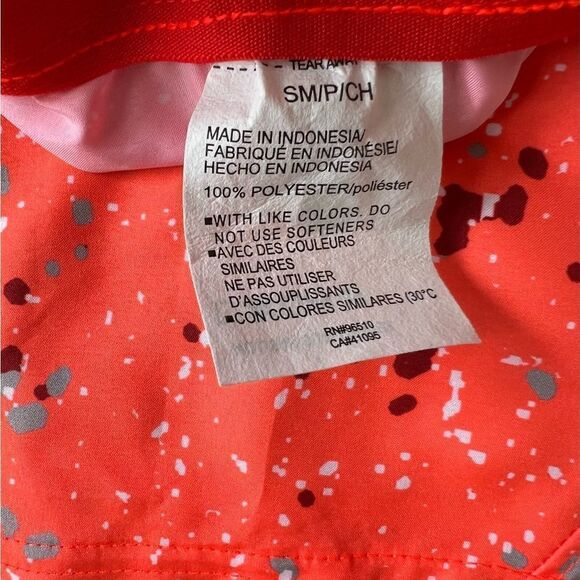 TEAR AWAY
SM/P/CH
MADE IN INDONESIA/
FABRIQUÉ EN INDONÉSIE/
HECHO EN INDONESIA
100% POLYESTER/poliéster
■WITH LIKE COLORS. DO
NOT USE SOFTENERS
■AVEC DES COULEURS
SIMILAIRES
NE PAS UTILISER
D'ASSOUPLISSANTS
■CON COLORES SIMILARES (30°C
RN#96510
CA#41095